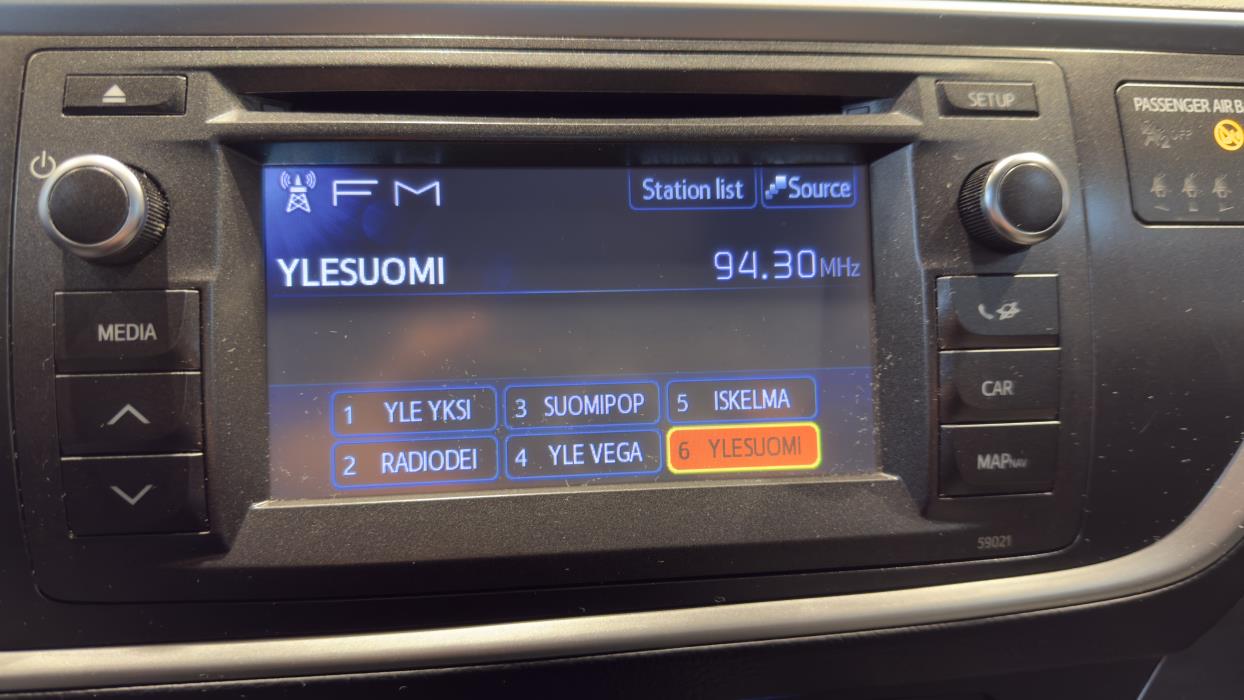 SETUP
PASSENGER AIR B
OFF
FM
Station list
Source
YLESUOMI
94.30MHz
MEDIA
1 YLE YKSI
3 SUOMIPOP
5 ISKELMA
2 RADIODEI
4 YLE VEGA
6 YLESUOMI
CAR
MAP NAV
59021